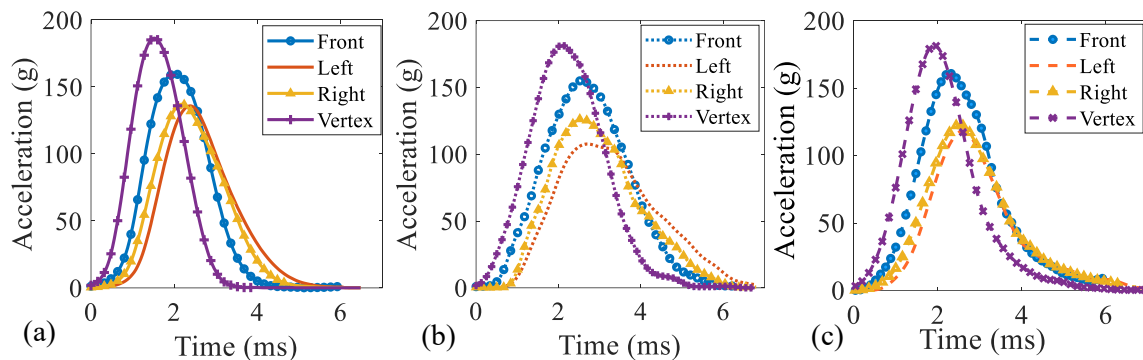 200
150
100
50
0
Acceleration (g)
0 2 4 6
Time (ms)
Front
Left
Right
Vertex
(a)
200
150
100
50
0
Acceleration (g)
0 2 4 6
Time (ms)
Front
Left
Right
Vertex
(b)
200
150
100
50
0
Acceleration (g)
0 2 4 6
Time (ms)
Front
Left
Right
Vertex
(c)